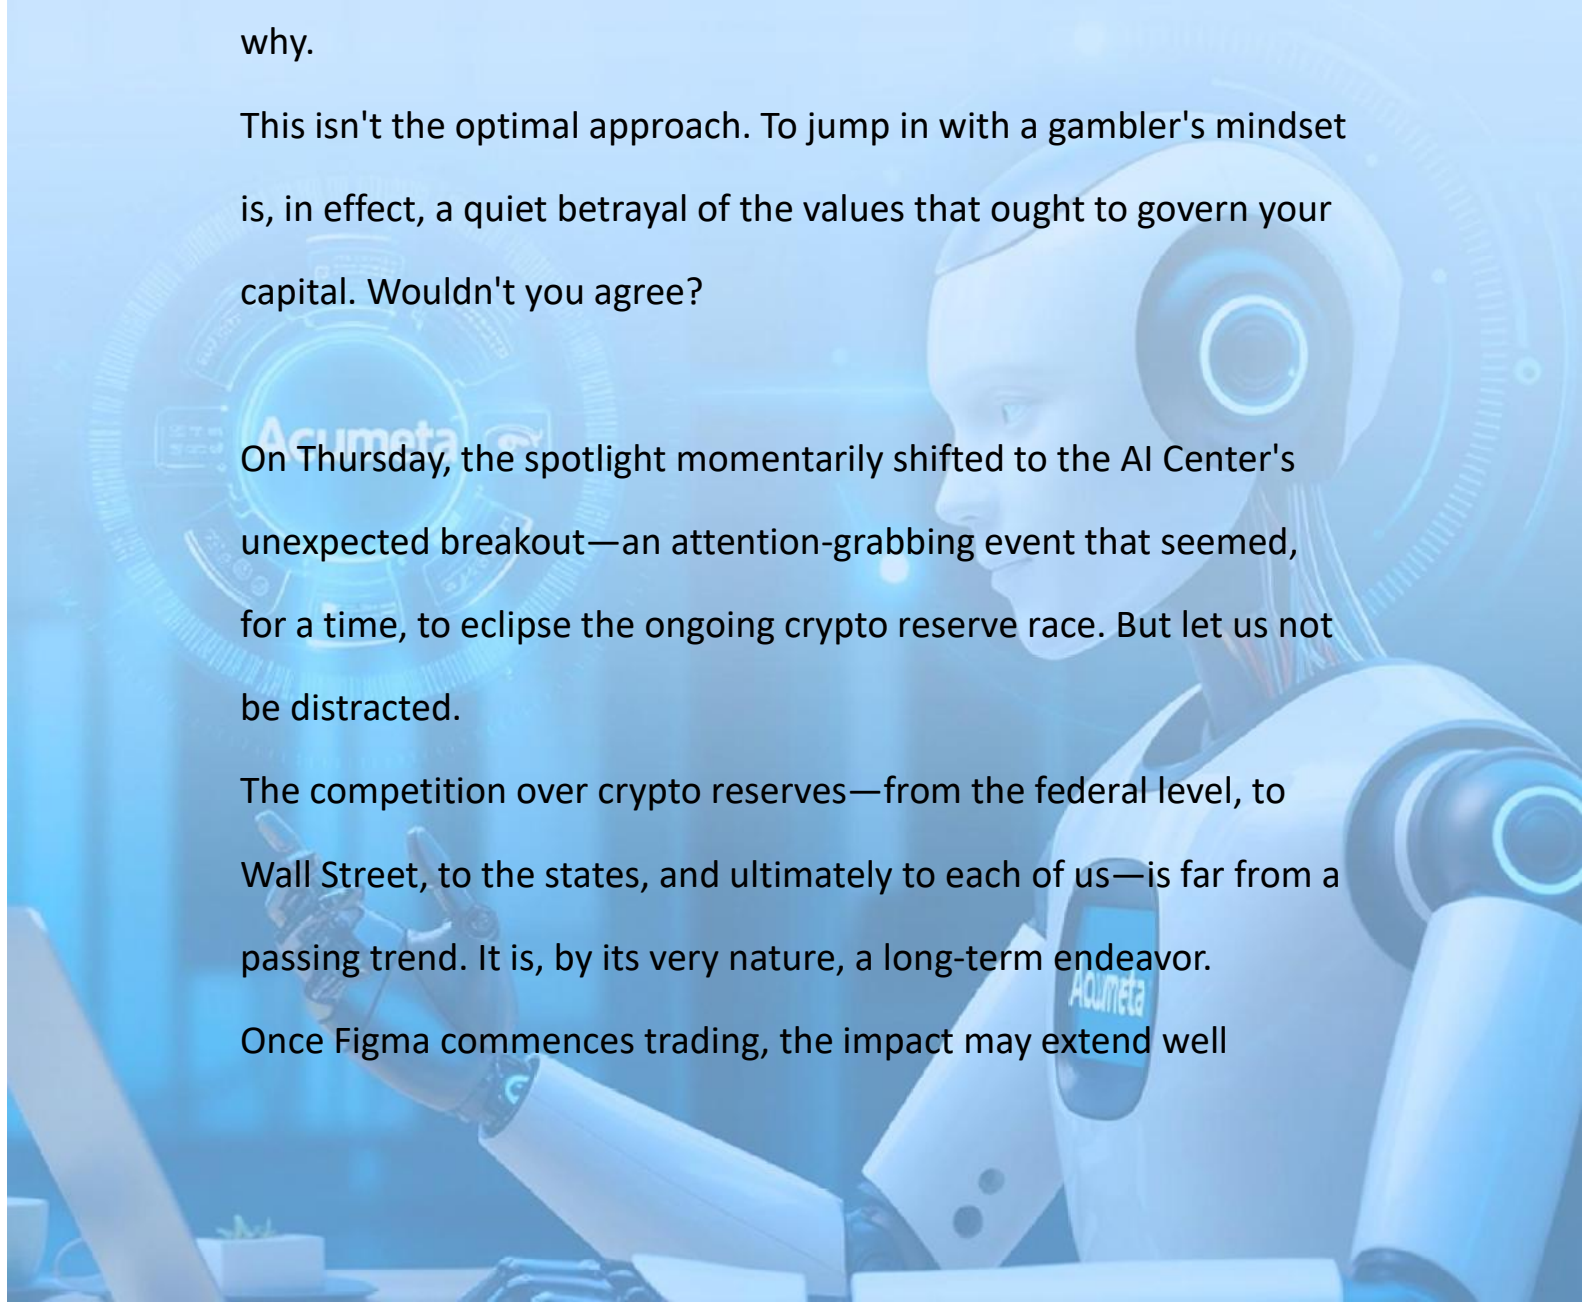 why.
This isn't the optimal approach. To jump in with a gambler's mindset
is, in effect, a quiet betrayal of the values that ought to govern your
capital. Wouldn't you agree?
Acumeta
On Thursday, the spotlight momentarily shifted to the AI Center's
unexpected breakout—an attention-grabbing event that seemed,
for a time, to eclipse the ongoing crypto reserve race. But let us not
be distracted.
The competition over crypto reserves—from the federal level, to
Wall Street, to the states, and ultimately to each of us—is far from a
passing trend. It is, by its very nature, a long-term endeavor.
Acumeta
Once Figma commences trading, the impact may extend well